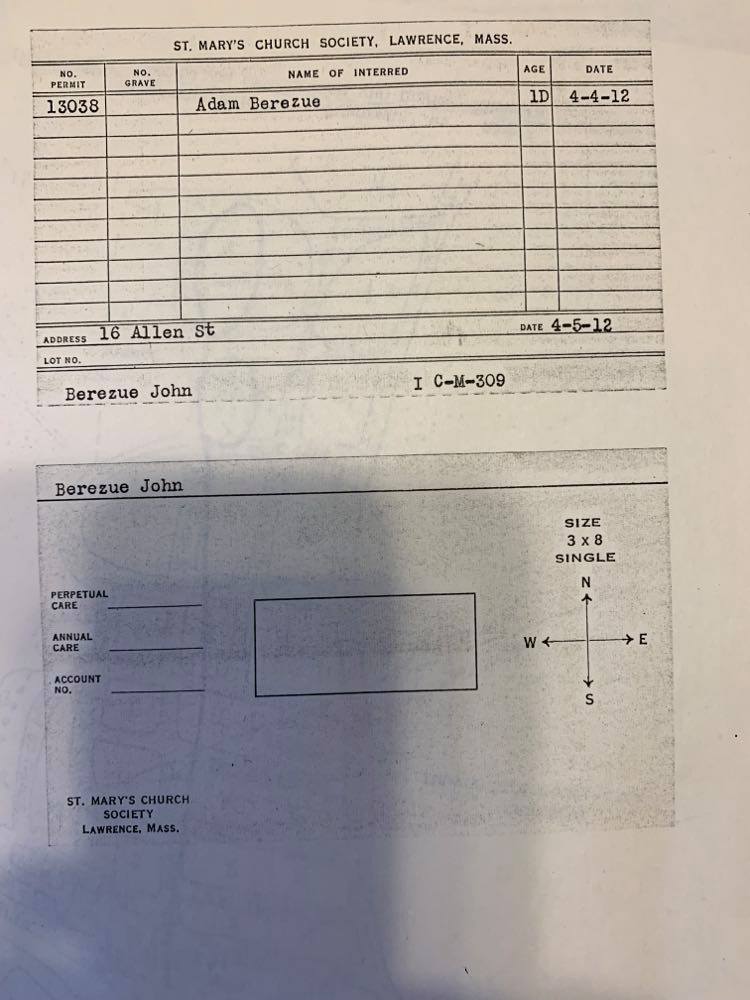 ST. MARY'S CHURCH SOCIETY, LAWRENCE, MASS.
NO. PERMIT NO. GRAVE NAME OF INTERRED AGE DATE
13038 Adam Berezue 1D 4-4-12
ADDRESS 16 Allen St DATE 4-5-12
LOT NO.
Berezue John I C-M-309
Berezue John
SIZE
3 x 8
SINGLE
N
PERPETUAL
CARE
ANNUAL
CARE
W E
ACCOUNT
NO.
S
ST. MARY'S CHURCH
SOCIETY
LAWRENCE, MASS.